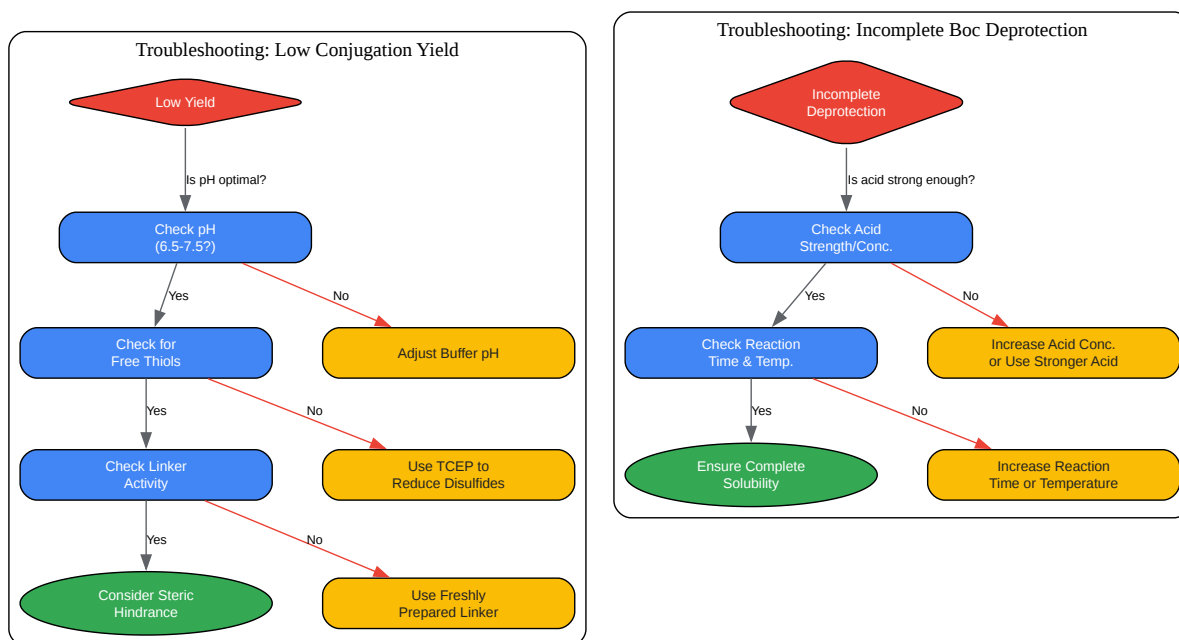 Troubleshooting: Low Conjugation Yield
Low Yield
Is pH optimal?
Check pH
(6.5-7.5?)
Yes
No
Check for
Free Thiols
Adjust Buffer pH
Yes
No
Check Linker
Activity
Use TCEP to
Reduce Disulfides
Yes
No
Consider Steric
Hindrance
Use Freshly
Prepared Linker
Troubleshooting: Incomplete Boc Deprotection
Incomplete
Deprotection
Is acid strong enough?
Check Acid
Strength/Conc.
Yes
No
Check Reaction
Time & Temp.
Increase Acid Conc.
or Use Stronger Acid
Yes
No
Ensure Complete
Solubility
Increase Reaction
Time or Temperature